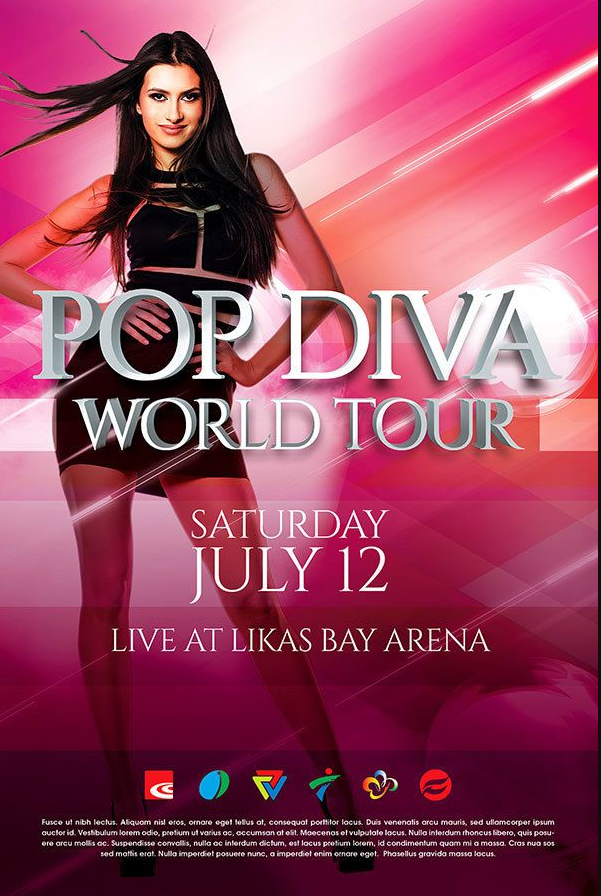 POP DIVA
WORLD TOUR
SATURDAY
JULY 12
LIVE AT LIKAS BAY ARENA
Fusce ut nibh lectus. Aliquam nisl eros, ornare eget tellus at, consequat porttitor lacus. Duis venenatis arcu mauris, sed ullamcorper ipsum
auctor id. Vestibulum lorem odio, pretium ut varius ac, accumsan at elit. Maecenas et vulputate lacus. Nulla interdum rhoncus libero, quis posu-
ere arcu mollis ac. Suspendisse convallis, nulla ac interdum dictum, est lacus pretium lorem, id condimentum quam mi a massa. Cras nua sos
sed mattis erat. Nulla imperdiet posuere nunc, a imperdiet enim ornare eget. Phasellus gravida massa lacus.